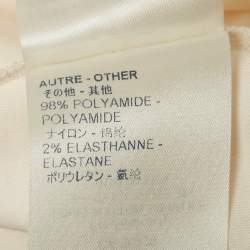 AUTRE - OTHER
その他 - 其他
98% POLYAMIDE -
POLYAMIDE
ナイロン - 锦纶
2% ELASTHANNE -
ELASTANE
ポリウレタン - 氨纶